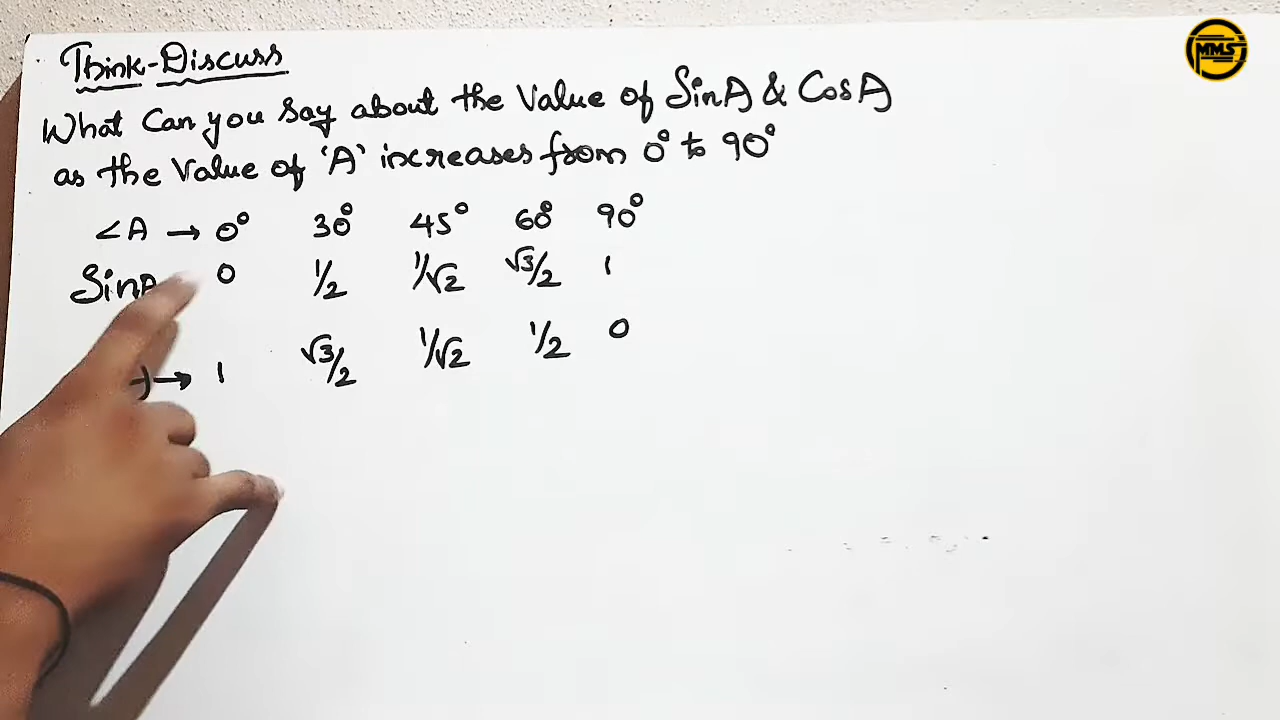 Think-Discuss
What Can you Say about the Value of SinA & CosA
as the Value of 'A' increases from 0° to 90°
∠A → 0° 30° 45° 60° 90°
SinA 0 1/2 1/√2 √3/2 1
→ 1 √3/2 1/√2 1/2 0
MMS